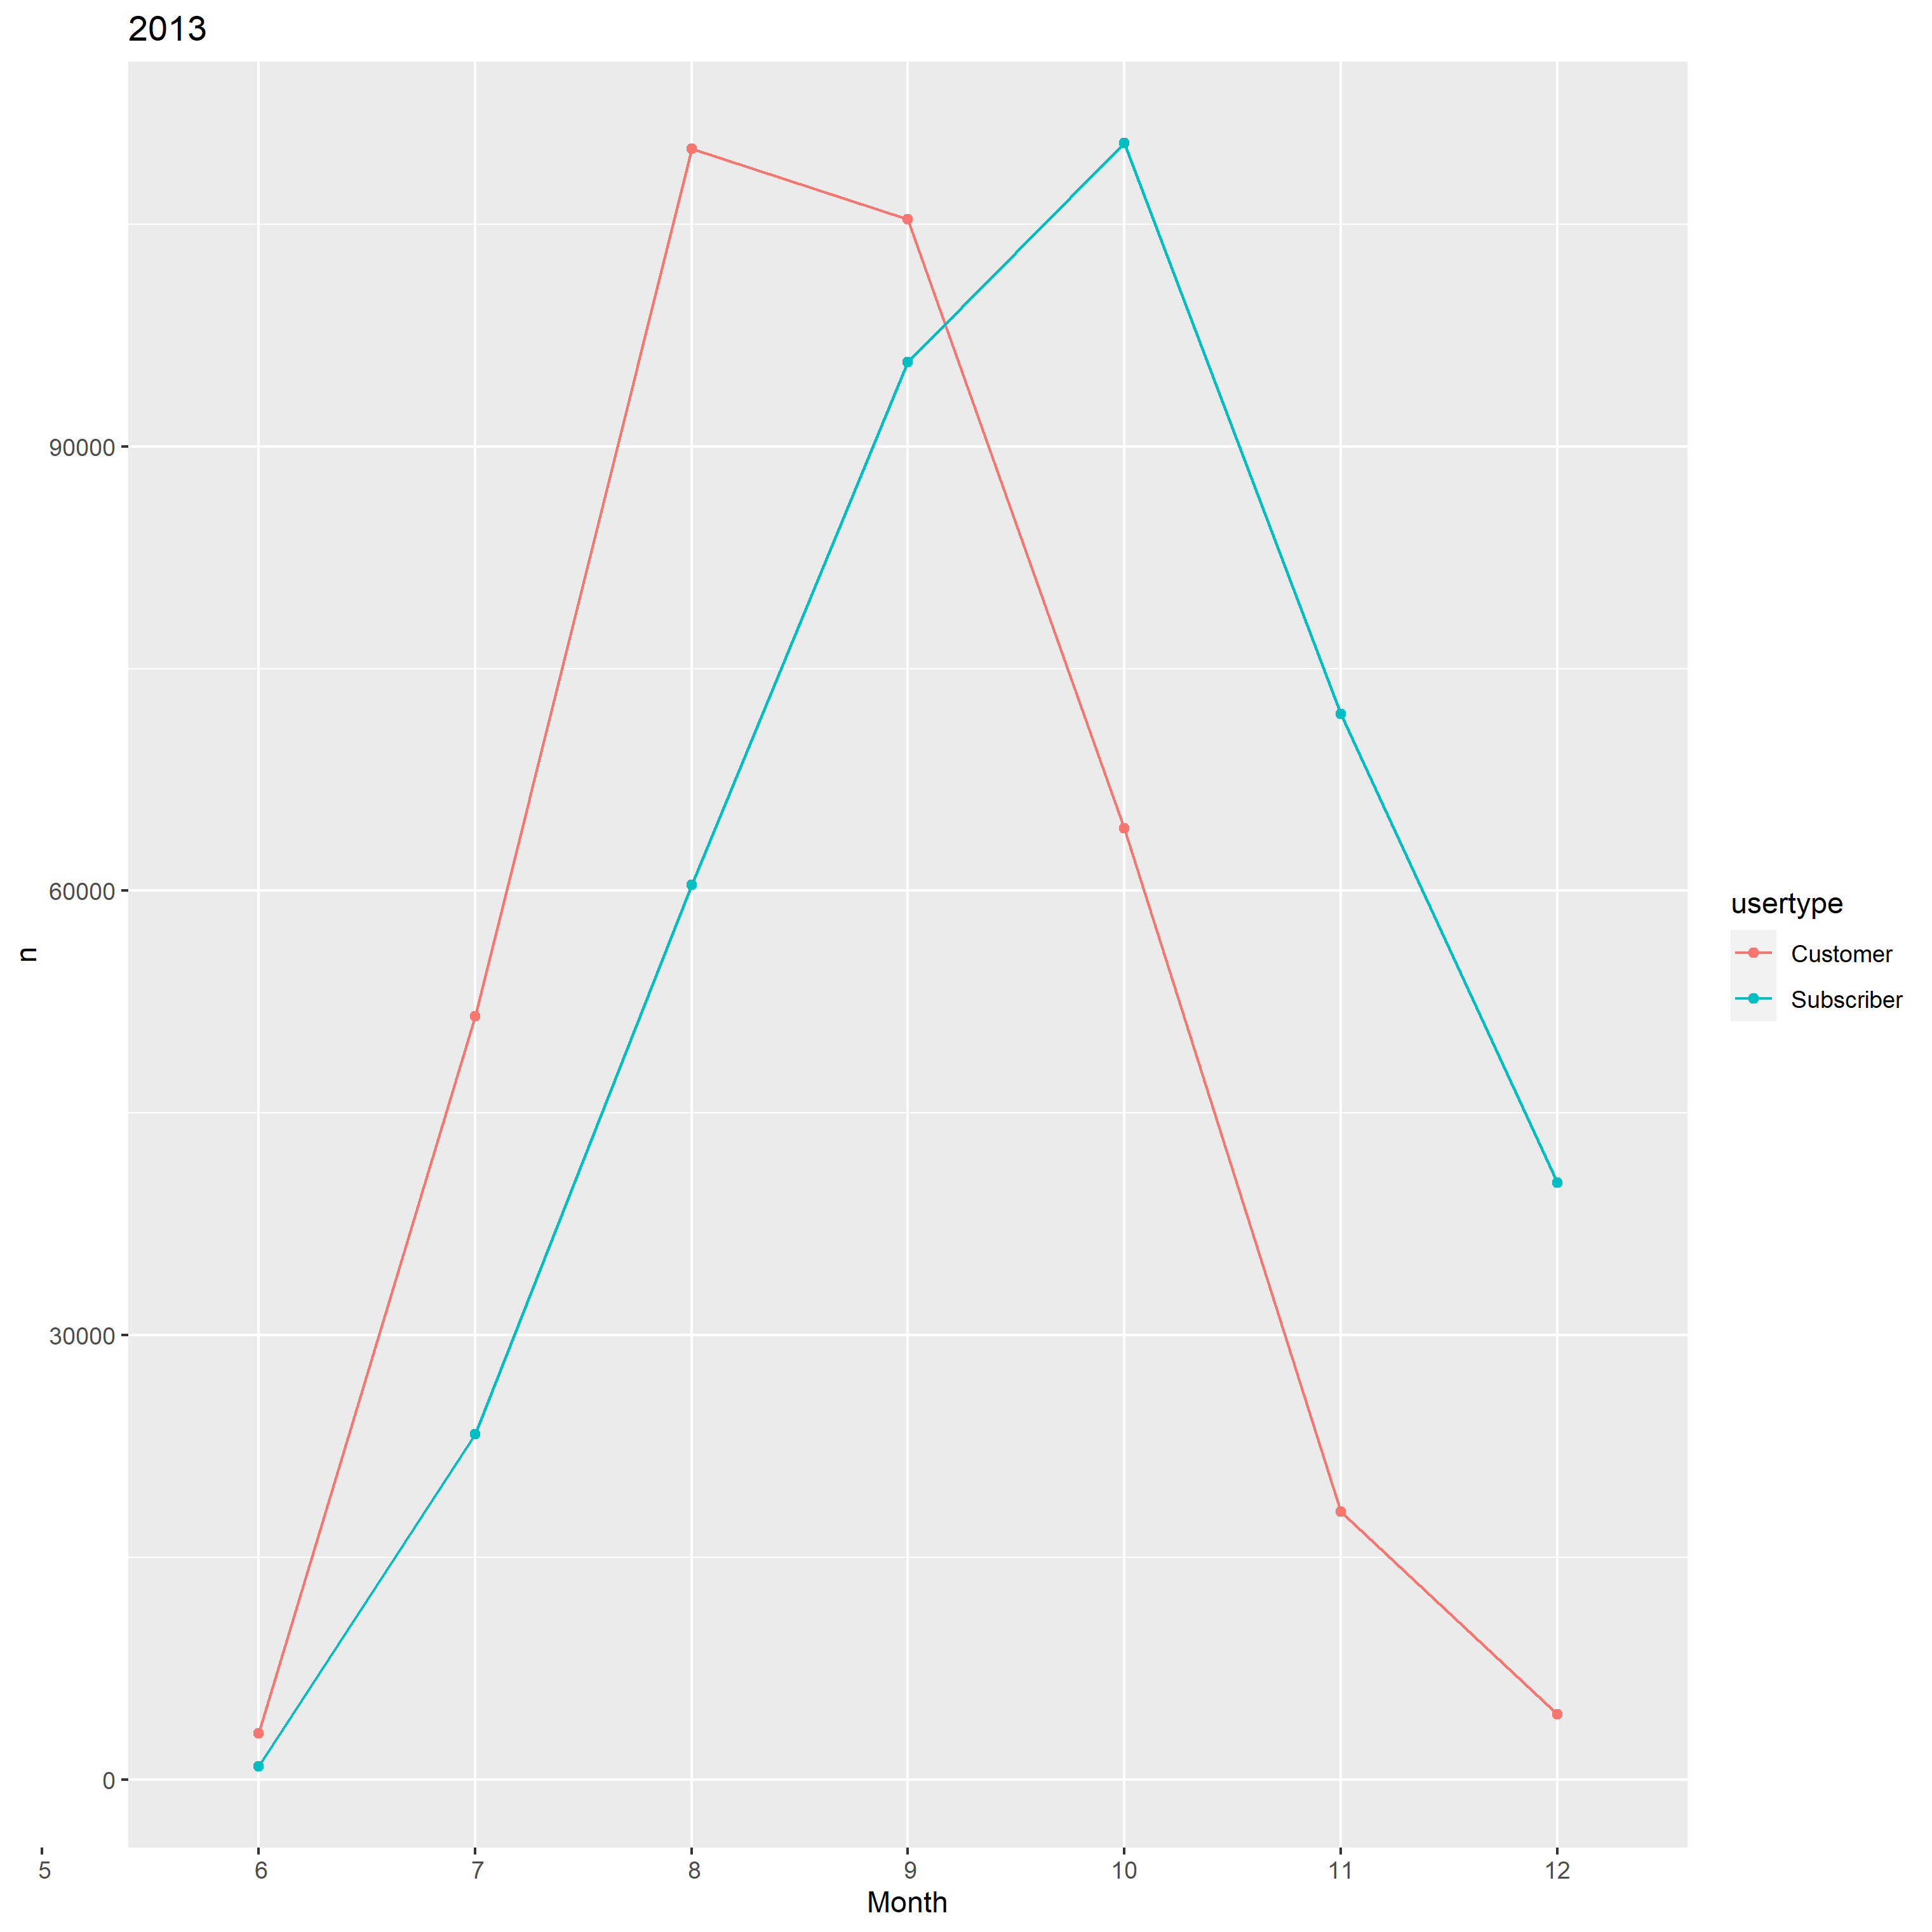 2013
90000
60000
30000
0
n
5 6 7 8 9 10 11 12
Month
usertype
Customer
Subscriber